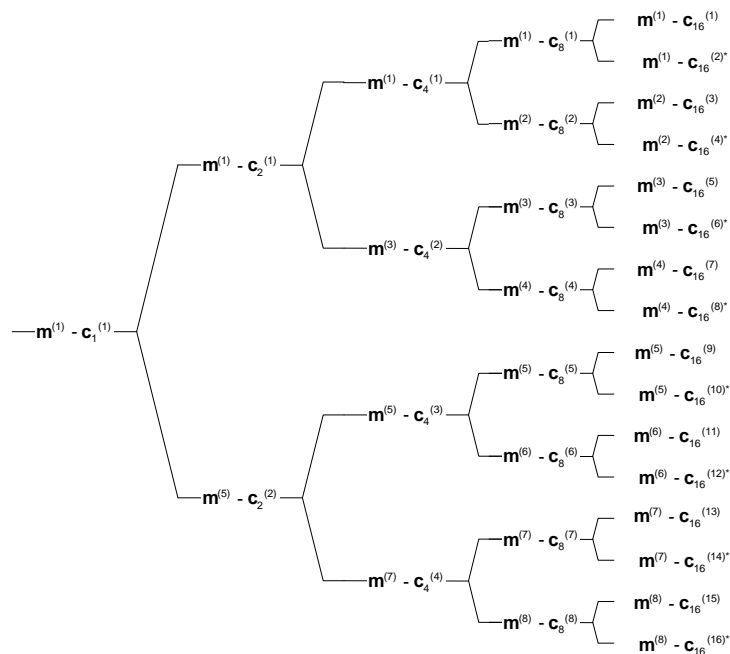 m⁽¹⁾ - c₁₆⁽¹⁾
m⁽¹⁾ - c₈⁽¹⁾
m⁽¹⁾ - c₁₆⁽²⁾*
m⁽¹⁾ - c₄⁽¹⁾
m⁽²⁾ - c₁₆⁽³⁾
m⁽²⁾ - c₈⁽²⁾
m⁽²⁾ - c₁₆⁽⁴⁾*
m⁽¹⁾ - c₂⁽¹⁾
m⁽³⁾ - c₁₆⁽⁵⁾
m⁽³⁾ - c₈⁽³⁾
m⁽³⁾ - c₁₆⁽⁶⁾*
m⁽³⁾ - c₄⁽²⁾
m⁽⁴⁾ - c₁₆⁽⁷⁾
m⁽⁴⁾ - c₈⁽⁴⁾
m⁽⁴⁾ - c₁₆⁽⁸⁾*
m⁽¹⁾ - c₁⁽¹⁾
m⁽⁵⁾ - c₁₆⁽⁹⁾
m⁽⁵⁾ - c₈⁽⁵⁾
m⁽⁵⁾ - c₁₆⁽¹⁰⁾*
m⁽⁵⁾ - c₄⁽³⁾
m⁽⁶⁾ - c₁₆⁽¹¹⁾
m⁽⁶⁾ - c₈⁽⁶⁾
m⁽⁶⁾ - c₁₆⁽¹²⁾*
m⁽⁵⁾ - c₂⁽²⁾
m⁽⁷⁾ - c₁₆⁽¹³⁾
m⁽⁷⁾ - c₈⁽⁷⁾
m⁽⁷⁾ - c₁₆⁽¹⁴⁾*
m⁽⁷⁾ - c₄⁽⁴⁾
m⁽⁸⁾ - c₁₆⁽¹⁵⁾
m⁽⁸⁾ - c₈⁽⁸⁾
m⁽⁸⁾ - c₁₆⁽¹⁶⁾*